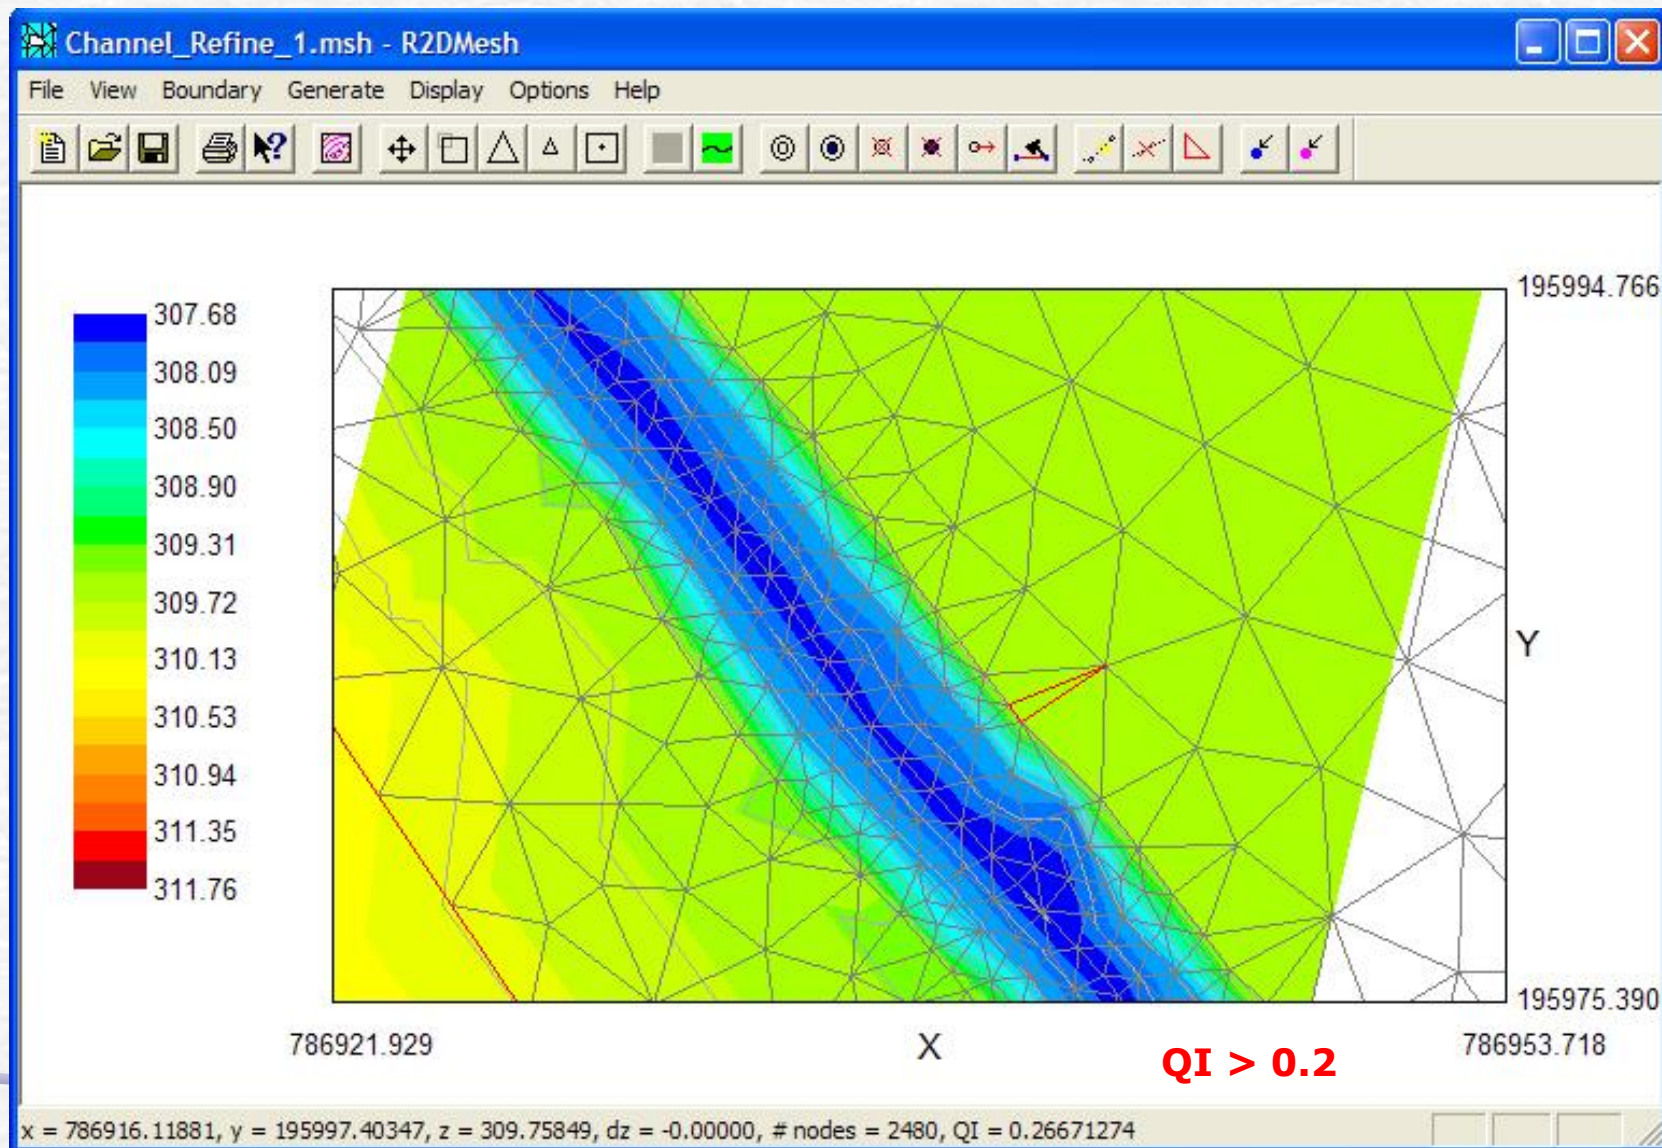 Channel_Refine_1.msh - R2DMesh
File View Boundary Generate Display Options Help
195994.766
307.68
308.09
308.50
308.90
309.31
309.72
310.13
310.53
310.94
311.35
311.76
Y
195975.390
786921.929 X 786953.718
QI > 0.2
x = 786916.11881, y = 195997.40347, z = 309.75849, dz = -0.00000, # nodes = 2480, QI = 0.26671274